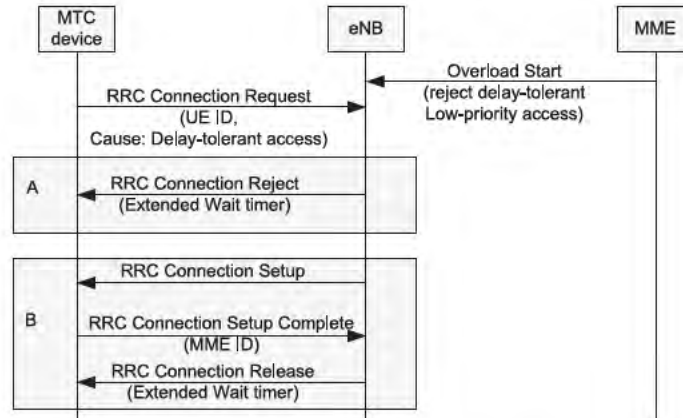 MTC
device
eNB
MME
Overload Start
(reject delay-tolerant
Low-priority access)
RRC Connection Request
(UE ID,
Cause: Delay-tolerant access)
A
RRC Connection Reject
(Extended Wait timer)
B
RRC Connection Setup
RRC Connection Setup Complete
(MME ID)
RRC Connection Release
(Extended Wait timer)